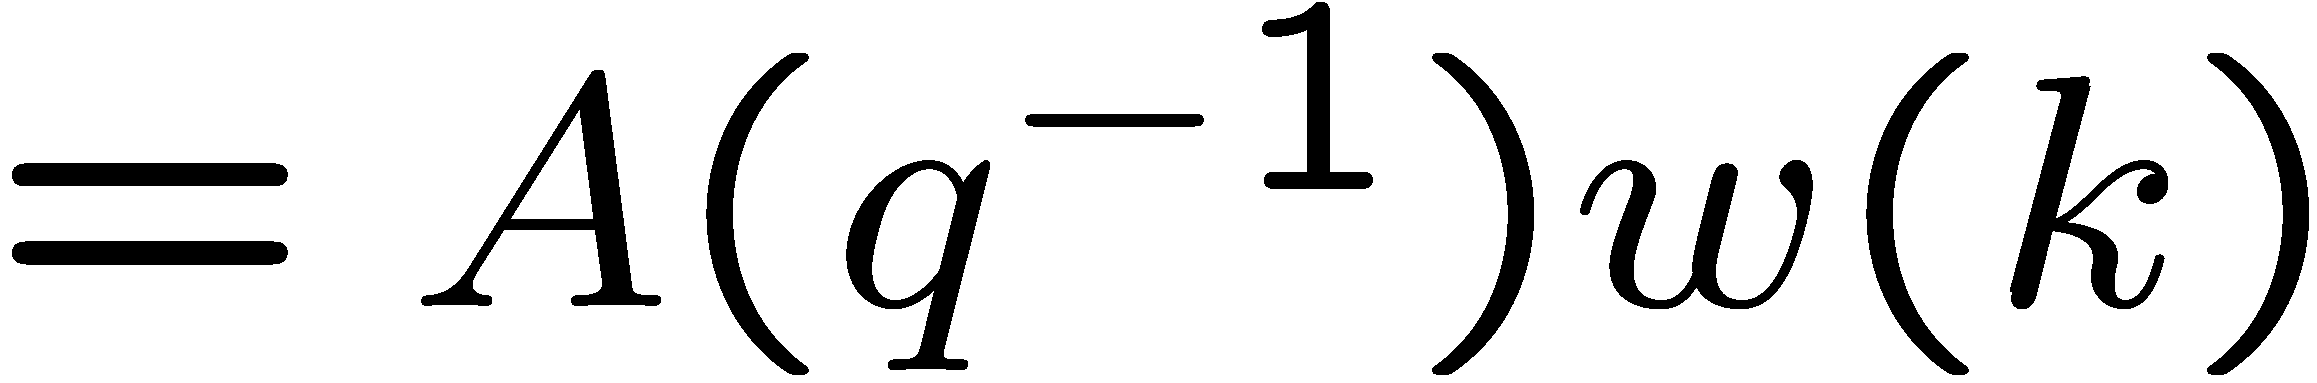 = A(q⁻¹)w(k)